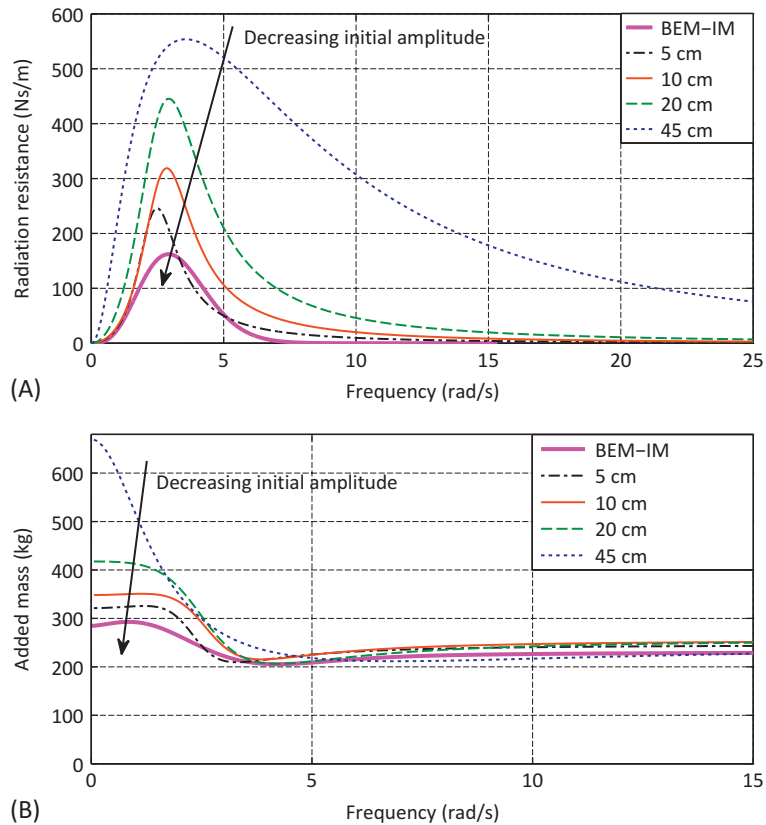 600
500
400
300
200
100
0
Radiation resistance (Ns/m)
Decreasing initial amplitude
BEM−IM
5 cm
10 cm
20 cm
45 cm
0 5 10 15 20 25
Frequency (rad/s)
(A)
600
500
400
300
200
100
0
Added mass (kg)
Decreasing initial amplitude
BEM−IM
5 cm
10 cm
20 cm
45 cm
0 5 10 15
Frequency (rad/s)
(B)